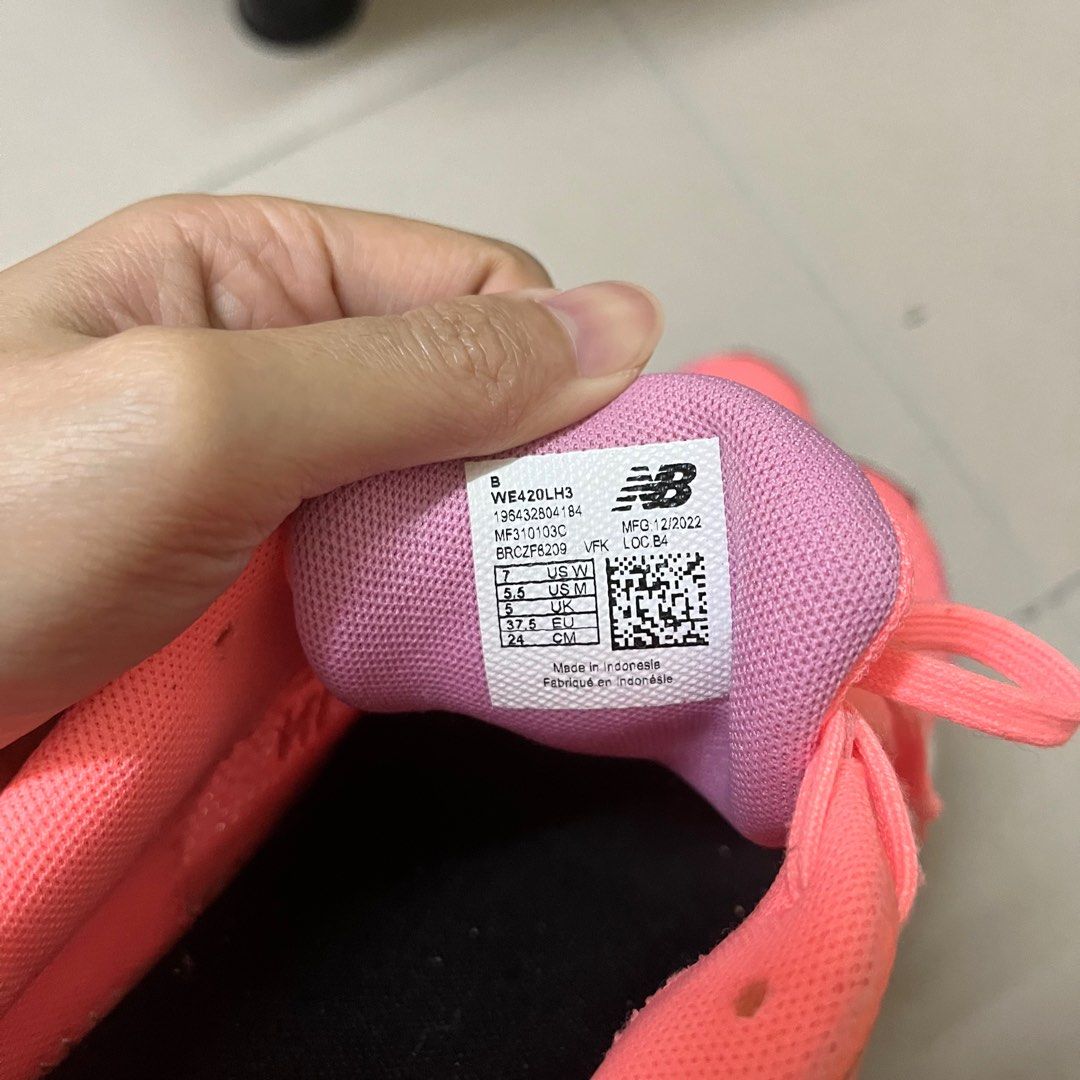 B
WE420LH3
196432804184
MF310103C
BRCZF8209 VFK
NB
MFG:12/2022
LOC B4
7 US W
5.5 US M
5 UK
37.5 EU
24 CM
Made in Indonesia
Fabriqué en Indonésie